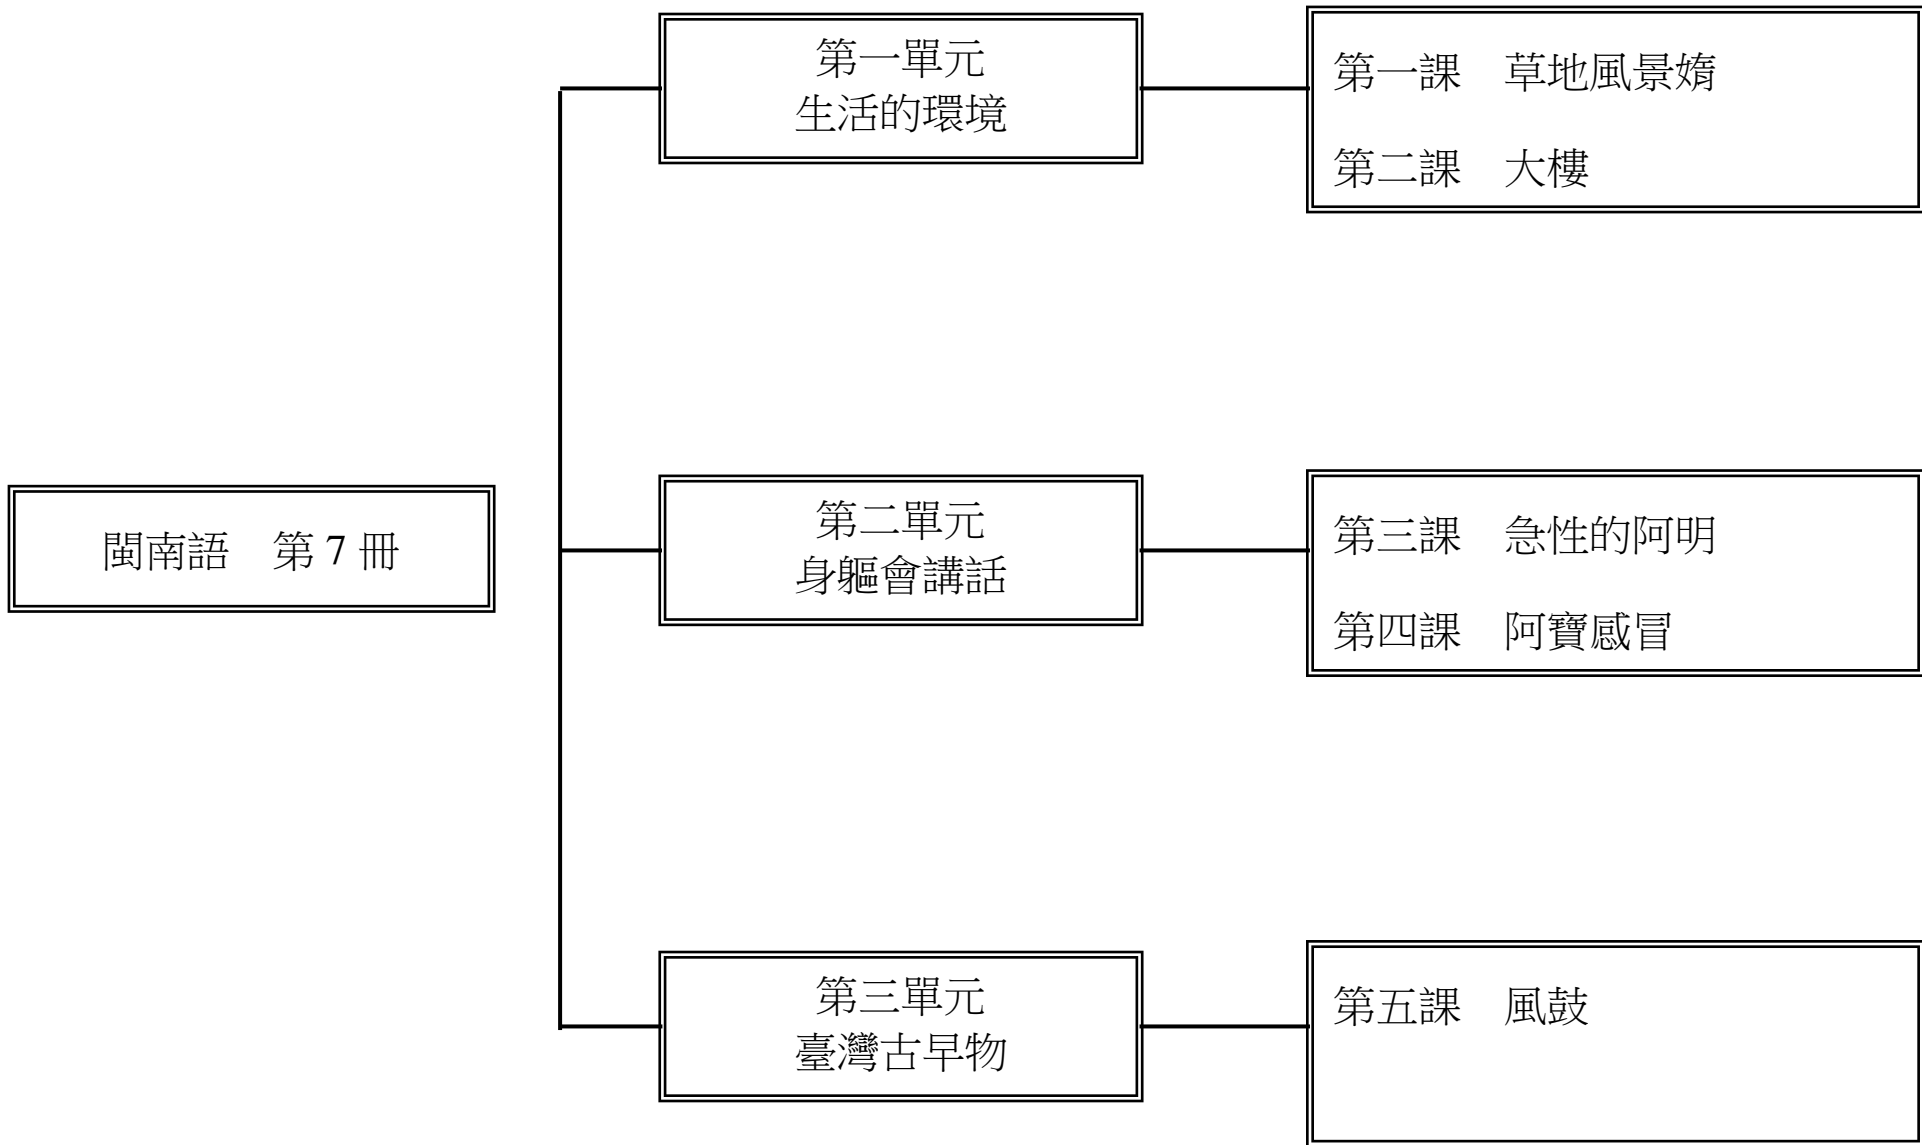 閩南語　第 7 冊
第一單元
生活的環境
第一課　草地風景媠
第二課　大樓
第二單元
身軀會講話
第三課　急性的阿明
第四課　阿寶感冒
第三單元
臺灣古早物
第五課　風鼓